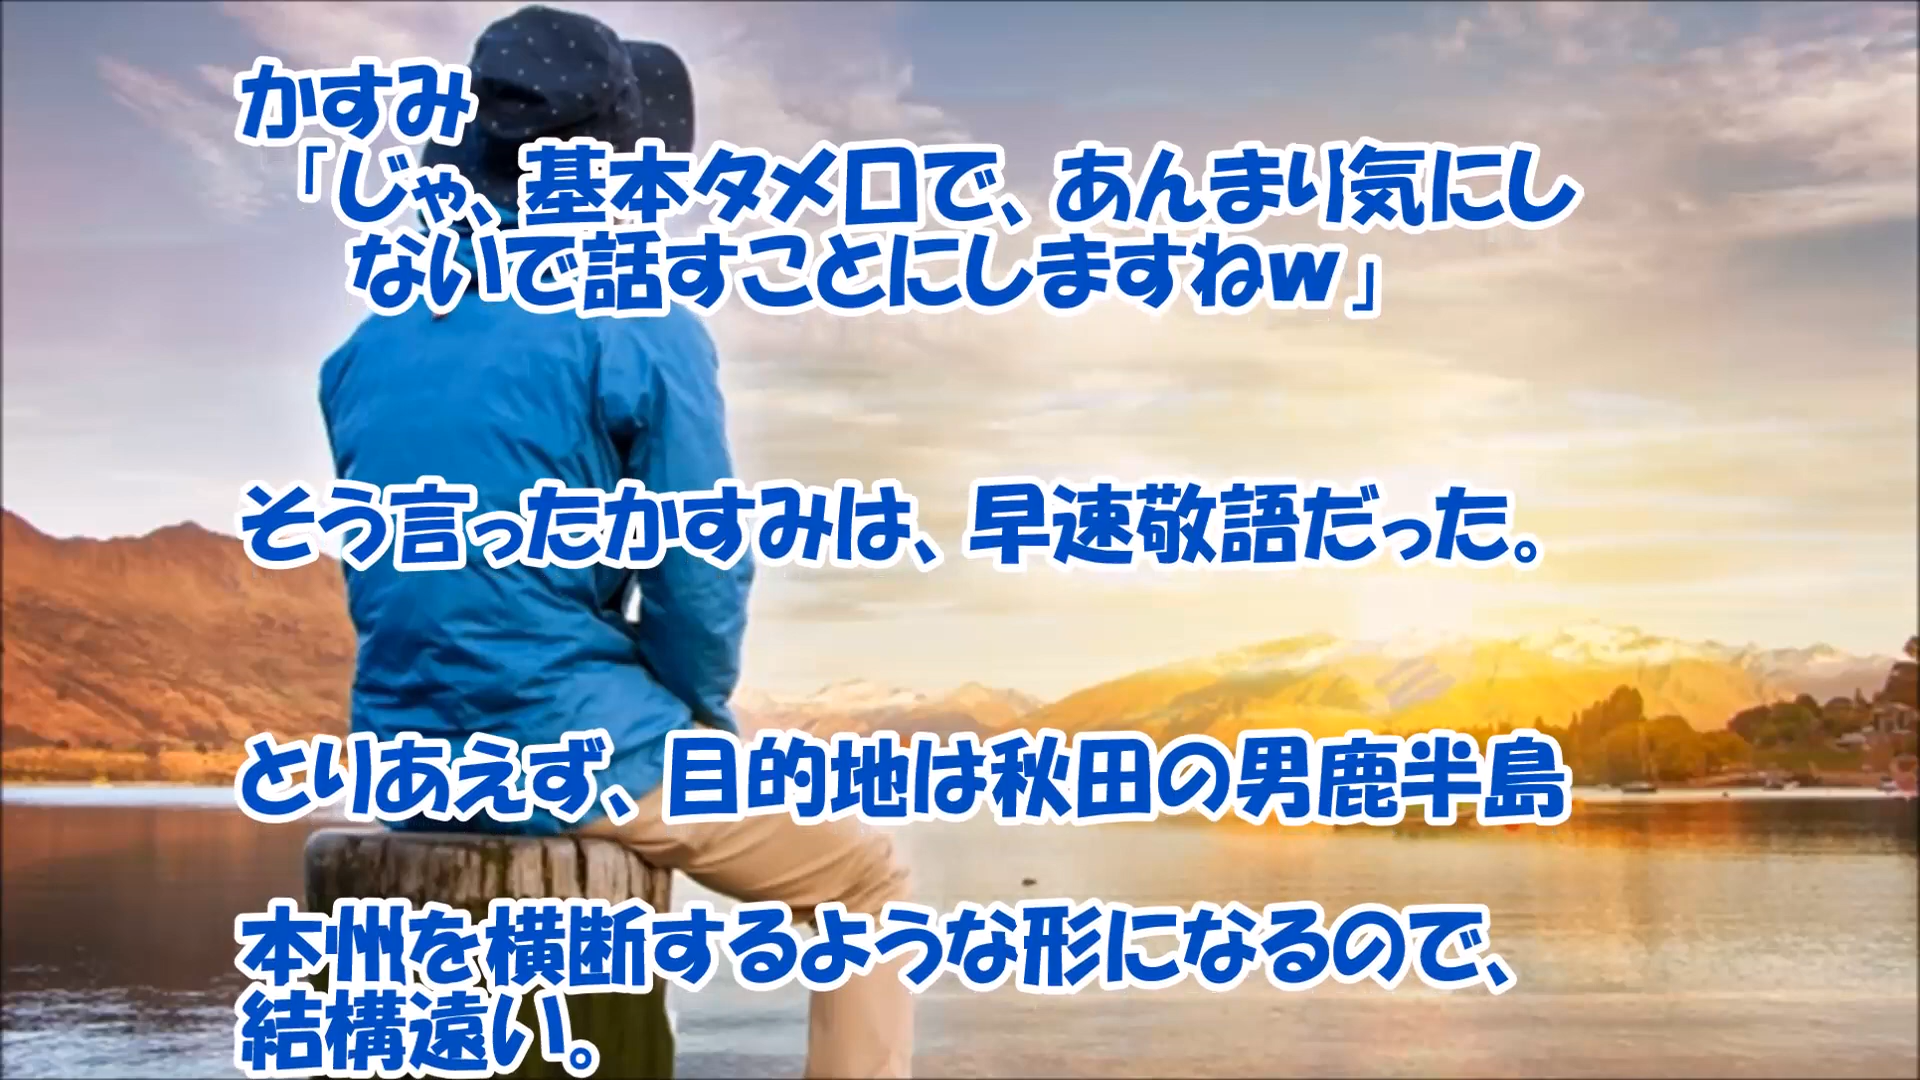 かすみ
「じゃ、基本タメ口で、あんまり気にし
ないで話すことにしますねw」
そう言ったかすみは、早速敬語だった。
とりあえず、目的地は秋田の男鹿半島
本州を横断するような形になるので、
結構遠い。